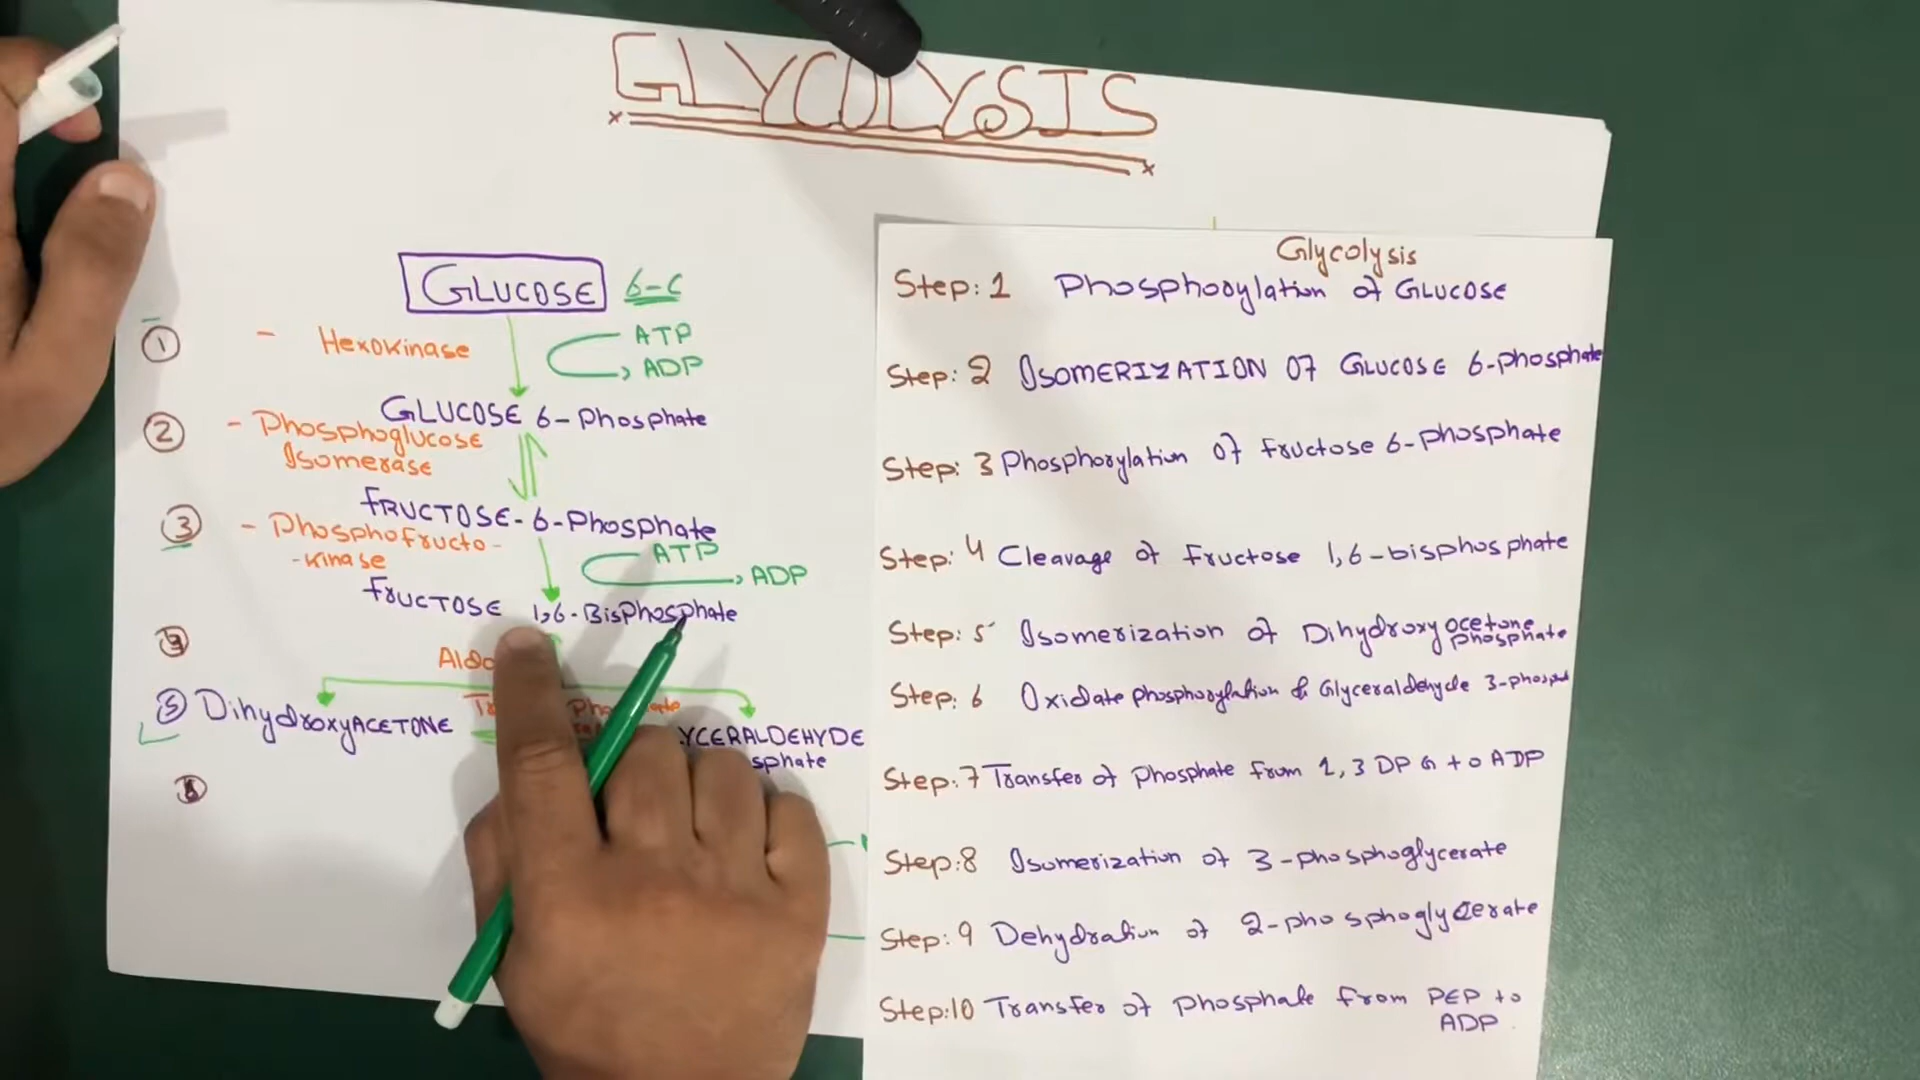 GLYCOLYSIS
GLUCOSE 6-C
① - Hexokinase
ATP
ADP
GLUCOSE 6-Phosphate
② - Phosphoglucose
Isomerase
FRUCTOSE-6-Phosphate
③ - Phosphofructo-
-kinase
ATP
ADP
FRUCTOSE 1,6-Bisphosphate
⑤ DihydroxyACETONE
Glycolysis
Step:1 Phosphorylation of GLUCOSE
Step:2 ISOMERIZATION OF GLUCOSE 6-phosphate
Step:3 Phosphorylation of fructose 6-phosphate
Step:4 Cleavage of fructose 1,6-bisphosphate
Step:5 Isomerization of Dihydroxyacetone
phosphate
Step:6 Oxidate phosphorylation of Glyceraldehyde 3-phosphat
Step:7 Transfer of phosphate from 1,3 DPG to ADP
Step:8 Isomerization of 3-phosphoglycerate
Step:9 Dehydration of 2-phosphoglycerate
Step:10 Transfer of phosphate from PEP to
ADP